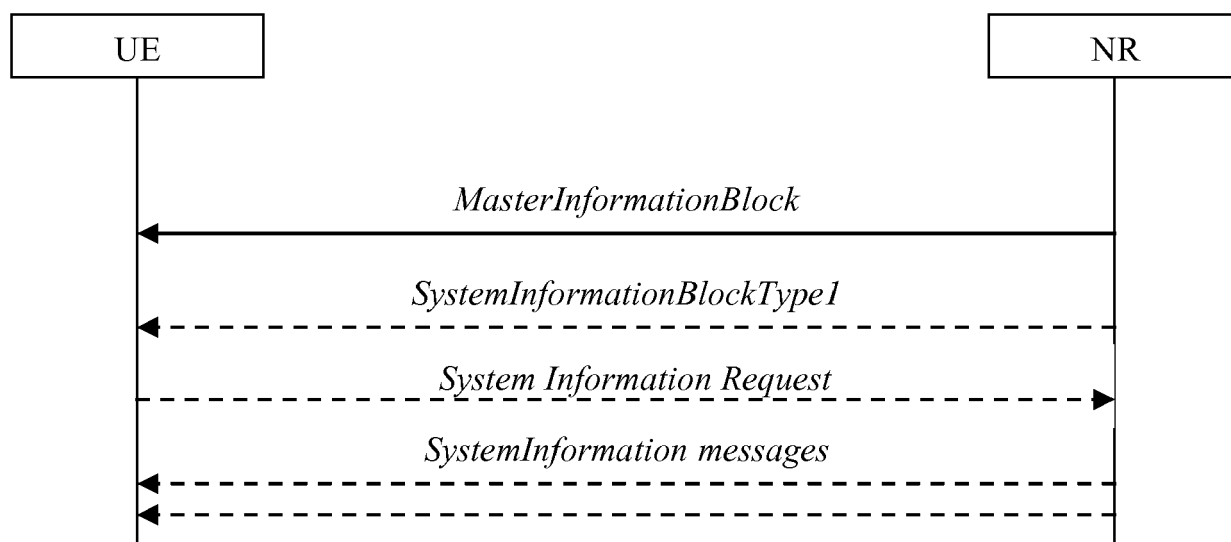 UE
NR
MasterInformationBlock
SystemInformationBlockType1
System Information Request
SystemInformation messages